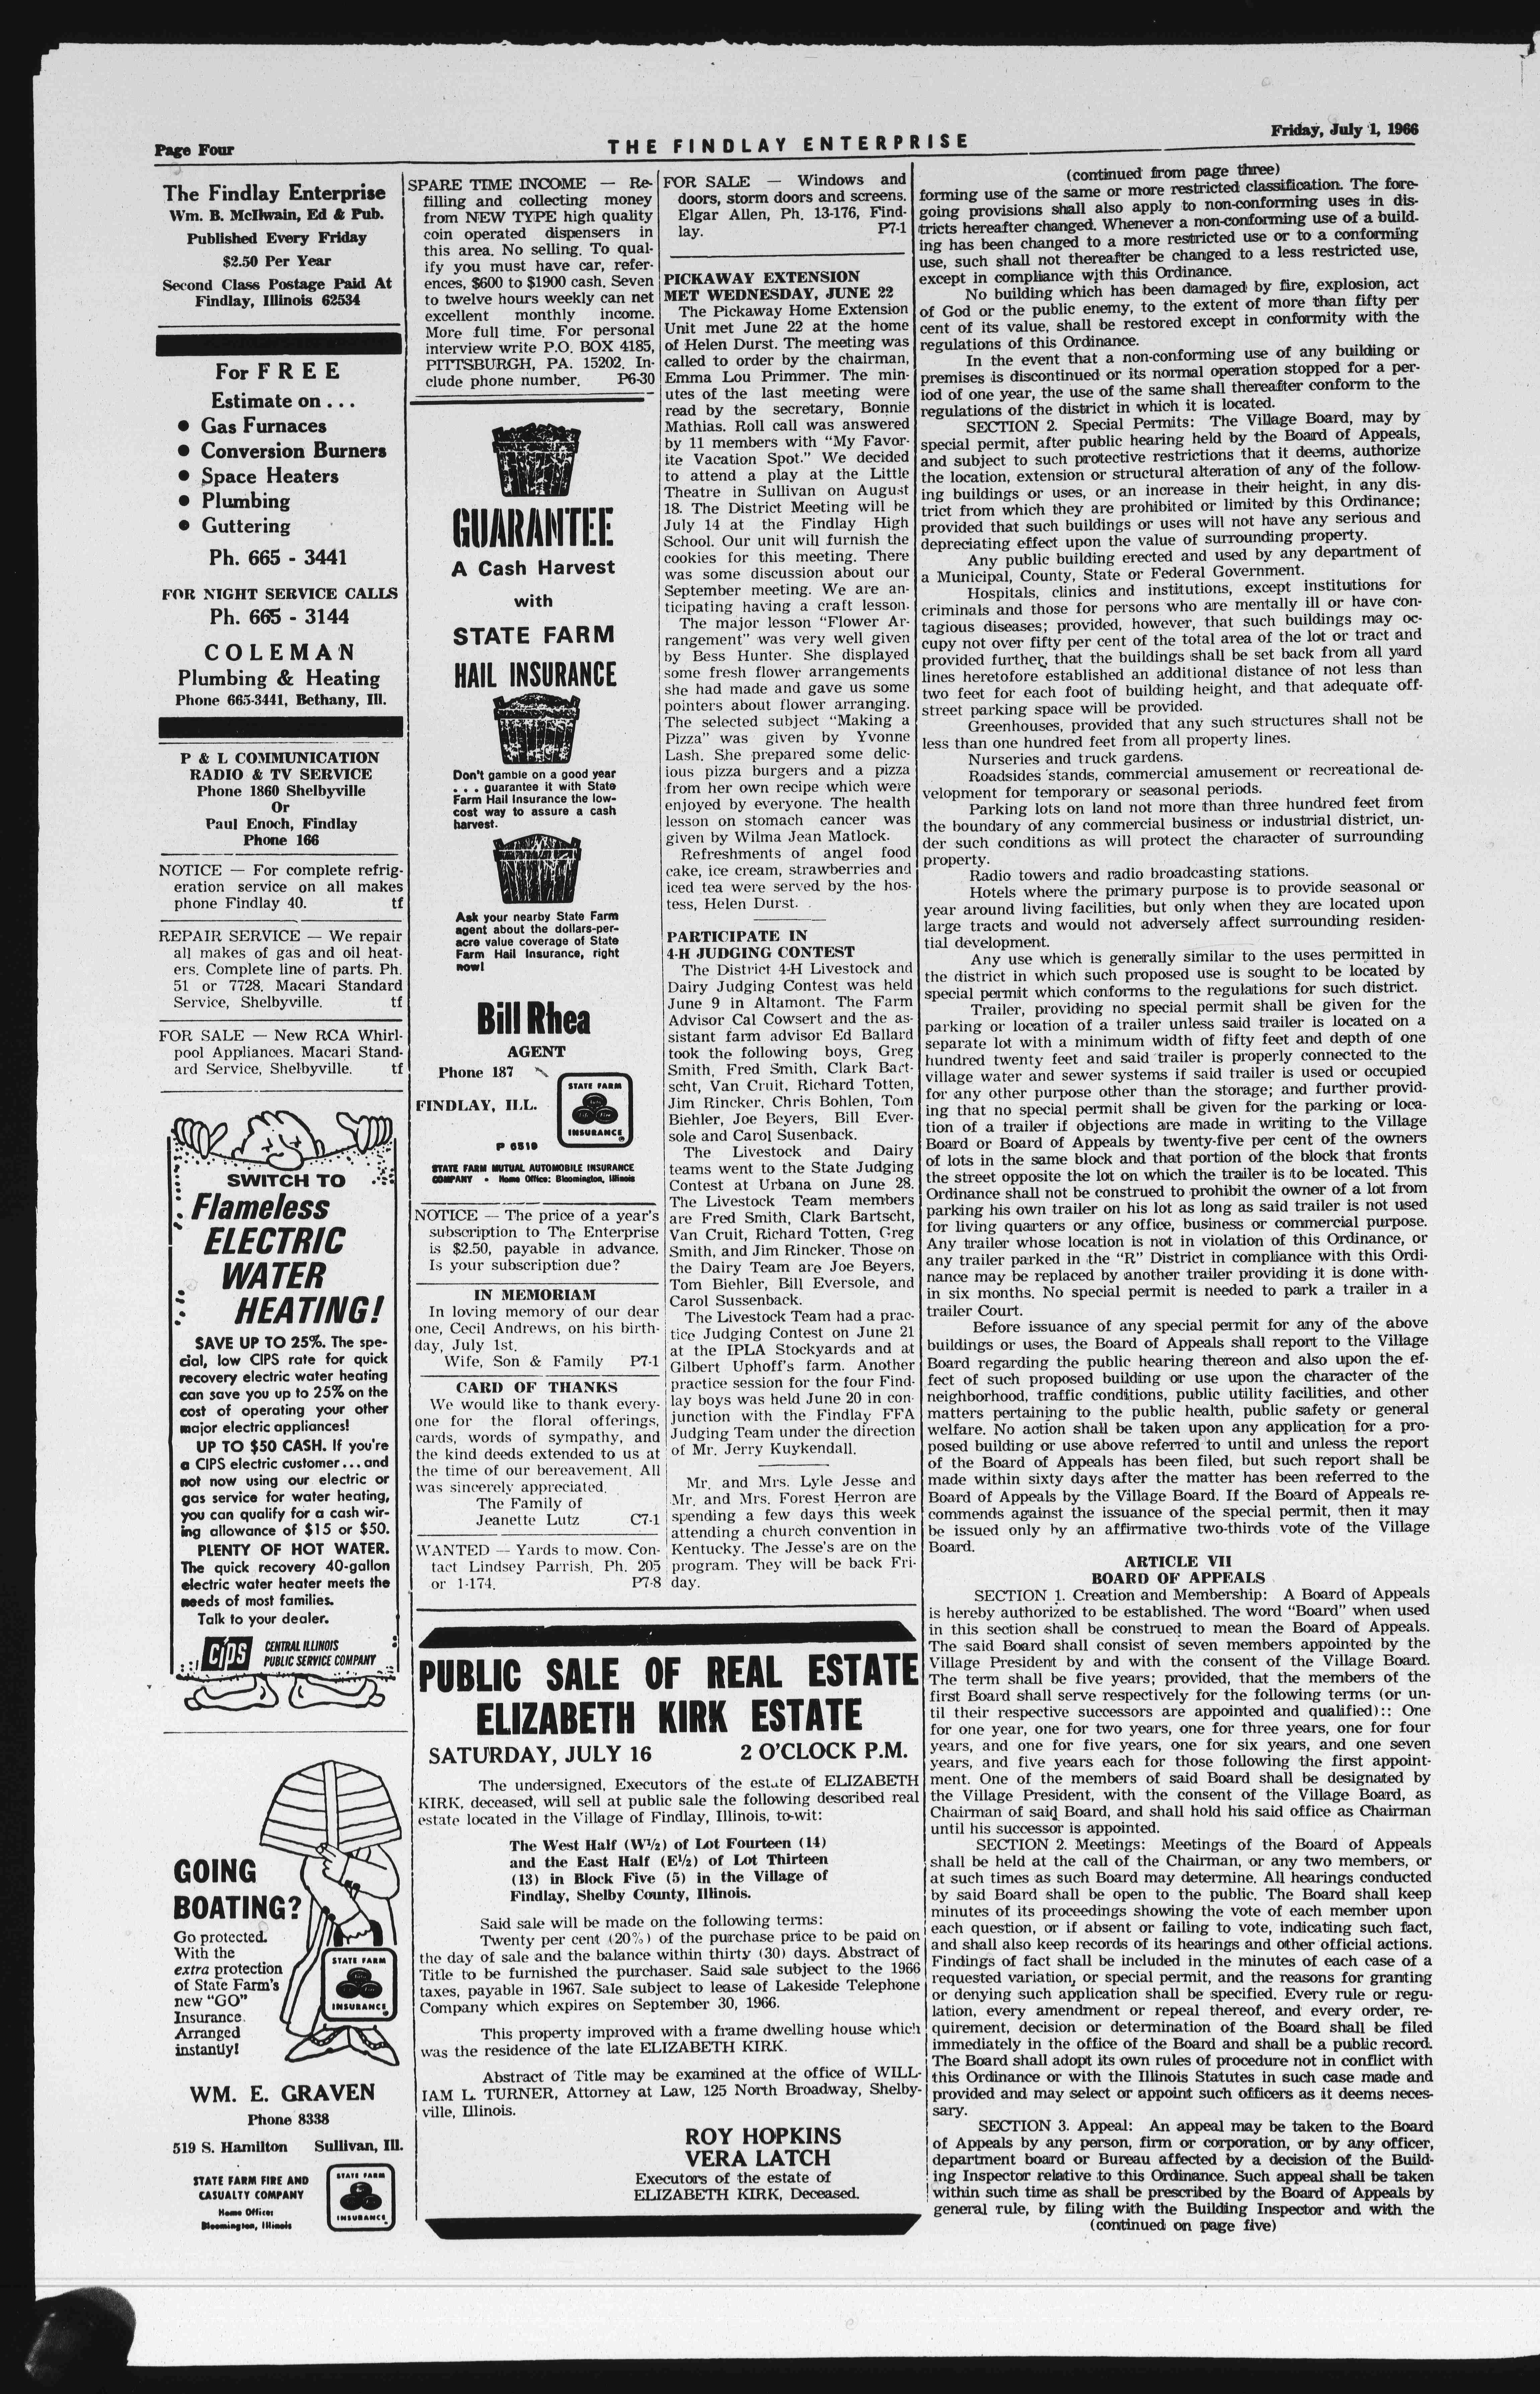 Page Four
THE FINDLAY ENTERPRISE
Friday, July 1, 1966
The Findlay Enterprise
Wm. B. McIlwain, Ed & Pub.
Published Every Friday
$2.50 Per Year
Second Class Postage Paid At
Findlay, Illinois 62534
For FREE
Estimate on . . .
● Gas Furnaces
● Conversion Burners
● Space Heaters
● Plumbing
● Guttering
Ph. 665 - 3441
FOR NIGHT SERVICE CALLS
Ph. 665 - 3144
COLEMAN
Plumbing & Heating
Phone 665-3441, Bethany, Ill.
P & L COMMUNICATION
RADIO & TV SERVICE
Phone 1860 Shelbyville
Or
Paul Enoch, Findlay
Phone 166
NOTICE — For complete refrig-
eration service on all makes
phone Findlay 40. tf
REPAIR SERVICE — We repair
all makes of gas and oil heat-
ers. Complete line of parts. Ph.
51 or 7728. Macari Standard
Service, Shelbyville. tf
FOR SALE — New RCA Whirl-
pool Appliances. Macari Stand-
ard Service, Shelbyville. tf
SWITCH TO
Flameless
ELECTRIC
WATER
HEATING!
SAVE UP TO 25%. The spe-
cial, low CIPS rate for quick
recovery electric water heating
can save you up to 25% on the
cost of operating your other
major electric appliances!
UP TO $50 CASH. If you're
a CIPS electric customer . . . and
not now using our electric or
gas service for water heating,
you can qualify for a cash wir-
ing allowance of $15 or $50.
PLENTY OF HOT WATER.
The quick recovery 40-gallon
electric water heater meets the
needs of most families.
Talk to your dealer.
CIPS
CENTRAL ILLINOIS
PUBLIC SERVICE COMPANY
GOING
BOATING?
Go protected.
With the
extra protection
of State Farm's
new "GO"
Insurance.
Arranged
instantly!
STATE FARM
INSURANCE
WM. E. GRAVEN
Phone 8338
519 S. Hamilton Sullivan, Ill.
STATE FARM FIRE AND
CASUALTY COMPANY
Home Office:
Bloomington, Illinois
STATE FARM
INSURANCE
SPARE TIME INCOME — Re-
filling and collecting money
from NEW TYPE high quality
coin operated dispensers in
this area. No selling. To qual-
ify you must have car, refer-
ences, $600 to $1900 cash. Seven
to twelve hours weekly can net
excellent monthly income.
More full time. For personal
interview write P.O. BOX 4185,
PITTSBURGH, PA. 15202. In-
clude phone number. P6-30
GUARANTEE
A Cash Harvest
with
STATE FARM
HAIL INSURANCE
Don't gamble on a good year
. . . guarantee it with State
Farm Hail Insurance the low-
cost way to assure a cash
harvest.
Ask your nearby State Farm
agent about the dollars-per-
acre value coverage of State
Farm Hail Insurance, right
now!
Bill Rhea
AGENT
Phone 187
FINDLAY, ILL.
STATE FARM
INSURANCE
P 6519
STATE FARM MUTUAL AUTOMOBILE INSURANCE
COMPANY • Home Office: Bloomington, Illinois
NOTICE — The price of a year's
subscription to The Enterprise
is $2.50, payable in advance.
Is your subscription due?
IN MEMORIAM
In loving memory of our dear
one, Cecil Andrews, on his birth-
day, July 1st.
Wife, Son & Family P7-1
CARD OF THANKS
We would like to thank every-
one for the floral offerings,
cards, words of sympathy, and
the kind deeds extended to us at
the time of our bereavement. All
was sincerely appreciated.
The Family of
Jeanette Lutz C7-1
WANTED — Yards to mow. Con-
tact Lindsey Parrish, Ph. 205
or 1-174. P7-8
FOR SALE — Windows and
doors, storm doors and screens.
Elgar Allen, Ph. 13-176, Find-
lay. P7-1
PICKAWAY EXTENSION
MET WEDNESDAY, JUNE 22
The Pickaway Home Extension
Unit met June 22 at the home
of Helen Durst. The meeting was
called to order by the chairman,
Emma Lou Primmer. The min-
utes of the last meeting were
read by the secretary, Bonnie
Mathias. Roll call was answered
by 11 members with "My Favor-
ite Vacation Spot." We decided
to attend a play at the Little
Theatre in Sullivan on August
18. The District Meeting will be
July 14 at the Findlay High
School. Our unit will furnish the
cookies for this meeting. There
was some discussion about our
September meeting. We are an-
ticipating having a craft lesson.
The major lesson "Flower Ar-
rangement" was very well given
by Bess Hunter. She displayed
some fresh flower arrangements
she had made and gave us some
pointers about flower arranging.
The selected subject "Making a
Pizza" was given by Yvonne
Lash. She prepared some delic-
ious pizza burgers and a pizza
from her own recipe which were
enjoyed by everyone. The health
lesson on stomach cancer was
given by Wilma Jean Matlock.
Refreshments of angel food
cake, ice cream, strawberries and
iced tea were served by the hos-
tess, Helen Durst.
PARTICIPATE IN
4-H JUDGING CONTEST
The District 4-H Livestock and
Dairy Judging Contest was held
June 9 in Altamont. The Farm
Advisor Cal Cowsert and the as-
sistant farm advisor Ed Ballard
took the following boys, Greg
Smith, Fred Smith, Clark Bart-
scht, Van Cruit, Richard Totten,
Jim Rincker, Chris Bohlen, Tom
Biehler, Joe Beyers, Bill Ever-
sole and Carol Susenback.
The Livestock and Dairy
teams went to the State Judging
Contest at Urbana on June 28.
The Livestock Team members
are Fred Smith, Clark Bartscht,
Van Cruit, Richard Totten, Greg
Smith, and Jim Rincker. Those on
the Dairy Team are Joe Beyers,
Tom Biehler, Bill Eversole, and
Carol Sussenback.
The Livestock Team had a prac-
tice Judging Contest on June 21
at the IPLA Stockyards and at
Gilbert Uphoff's farm. Another
practice session for the four Find-
lay boys was held June 20 in con-
junction with the Findlay FFA
Judging Team under the direction
of Mr. Jerry Kuykendall.
Mr. and Mrs. Lyle Jesse and
Mr. and Mrs. Forest Herron are
spending a few days this week
attending a church convention in
Kentucky. The Jesse's are on the
program. They will be back Fri-
day.
PUBLIC SALE OF REAL ESTATE
ELIZABETH KIRK ESTATE
SATURDAY, JULY 16 2 O'CLOCK P.M.
The undersigned, Executors of the estate of ELIZABETH
KIRK, deceased, will sell at public sale the following described real
estate located in the Village of Findlay, Illinois, to-wit:
The West Half (W½) of Lot Fourteen (14)
and the East Half (E½) of Lot Thirteen
(13) in Block Five (5) in the Village of
Findlay, Shelby County, Illinois.
Said sale will be made on the following terms:
Twenty per cent (20%) of the purchase price to be paid on
the day of sale and the balance within thirty (30) days. Abstract of
Title to be furnished the purchaser. Said sale subject to the 1966
taxes, payable in 1967. Sale subject to lease of Lakeside Telephone
Company which expires on September 30, 1966.
This property improved with a frame dwelling house which
was the residence of the late ELIZABETH KIRK.
Abstract of Title may be examined at the office of WILL-
IAM L. TURNER, Attorney at Law, 125 North Broadway, Shelby-
ville, Illinois.
ROY HOPKINS
VERA LATCH
Executors of the estate of
ELIZABETH KIRK, Deceased.
(continued from page three)
forming use of the same or more restricted classification. The fore-
going provisions shall also apply to non-conforming uses in dis-
tricts hereafter changed. Whenever a non-conforming use of a build-
ing has been changed to a more restricted use or to a conforming
use, such shall not thereafter be changed to a less restricted use,
except in compliance with this Ordinance.
No building which has been damaged by fire, explosion, act
of God or the public enemy, to the extent of more than fifty per
cent of its value, shall be restored except in conformity with the
regulations of this Ordinance.
In the event that a non-conforming use of any building or
premises is discontinued or its normal operation stopped for a per-
iod of one year, the use of the same shall thereafter conform to the
regulations of the district in which it is located.
SECTION 2. Special Permits: The Village Board, may by
special permit, after public hearing held by the Board of Appeals,
and subject to such protective restrictions that it deems, authorize
the location, extension or structural alteration of any of the follow-
ing buildings or uses, or an increase in their height, in any dis-
trict from which they are prohibited or limited by this Ordinance;
provided that such buildings or uses will not have any serious and
depreciating effect upon the value of surrounding property.
Any public building erected and used by any department of
a Municipal, County, State or Federal Government.
Hospitals, clinics and institutions, except institutions for
criminals and those for persons who are mentally ill or have con-
tagious diseases; provided, however, that such buildings may oc-
cupy not over fifty per cent of the total area of the lot or tract and
provided further, that the buildings shall be set back from all yard
lines heretofore established an additional distance of not less than
two feet for each foot of building height, and that adequate off-
street parking space will be provided.
Greenhouses, provided that any such structures shall not be
less than one hundred feet from all property lines.
Nurseries and truck gardens.
Roadsides stands, commercial amusement or recreational de-
velopment for temporary or seasonal periods.
Parking lots on land not more than three hundred feet from
the boundary of any commercial business or industrial district, un-
der such conditions as will protect the character of surrounding
property.
Radio towers and radio broadcasting stations.
Hotels where the primary purpose is to provide seasonal or
year around living facilities, but only when they are located upon
large tracts and would not adversely affect surrounding residen-
tial development.
Any use which is generally similar to the uses permitted in
the district in which such proposed use is sought to be located by
special permit which conforms to the regulations for such district.
Trailer, providing no special permit shall be given for the
parking or location of a trailer unless said trailer is located on a
separate lot with a minimum width of fifty feet and depth of one
hundred twenty feet and said trailer is properly connected to the
village water and sewer systems if said trailer is used or occupied
for any other purpose other than the storage; and further provid-
ing that no special permit shall be given for the parking or loca-
tion of a trailer if objections are made in writing to the Village
Board or Board of Appeals by twenty-five per cent of the owners
of lots in the same block and that portion of the block that fronts
the street opposite the lot on which the trailer is to be located. This
Ordinance shall not be construed to prohibit the owner of a lot from
parking his own trailer on his lot as long as said trailer is not used
for living quarters or any office, business or commercial purpose.
Any trailer whose location is not in violation of this Ordinance, or
any trailer parked in the "R" District in compliance with this Ordi-
nance may be replaced by another trailer providing it is done with-
in six months. No special permit is needed to park a trailer in a
trailer Court.
Before issuance of any special permit for any of the above
buildings or uses, the Board of Appeals shall report to the Village
Board regarding the public hearing thereon and also upon the ef-
fect of such proposed building or use upon the character of the
neighborhood, traffic conditions, public utility facilities, and other
matters pertaining to the public health, public safety or general
welfare. No action shall be taken upon any application for a pro-
posed building or use above referred to until and unless the report
of the Board of Appeals has been filed, but such report shall be
made within sixty days after the matter has been referred to the
Board of Appeals by the Village Board. If the Board of Appeals re-
commends against the issuance of the special permit, then it may
be issued only by an affirmative two-thirds vote of the Village
Board.
ARTICLE VII
BOARD OF APPEALS
SECTION 1. Creation and Membership: A Board of Appeals
is hereby authorized to be established. The word "Board" when used
in this section shall be construed to mean the Board of Appeals.
The said Board shall consist of seven members appointed by the
Village President by and with the consent of the Village Board.
The term shall be five years; provided, that the members of the
first Board shall serve respectively for the following terms (or un-
til their respective successors are appointed and qualified):: One
for one year, one for two years, one for three years, one for four
years, and one for five years, one for six years, and one seven
years, and five years each for those following the first appoint-
ment. One of the members of said Board shall be designated by
the Village President, with the consent of the Village Board, as
Chairman of said Board, and shall hold his said office as Chairman
until his successor is appointed.
SECTION 2. Meetings: Meetings of the Board of Appeals
shall be held at the call of the Chairman, or any two members, or
at such times as such Board may determine. All hearings conducted
by said Board shall be open to the public. The Board shall keep
minutes of its proceedings showing the vote of each member upon
each question, or if absent or failing to vote, indicating such fact,
and shall also keep records of its hearings and other official actions.
Findings of fact shall be included in the minutes of each case of a
requested variation, or special permit, and the reasons for granting
or denying such application shall be specified. Every rule or regu-
lation, every amendment or repeal thereof, and every order, re-
quirement, decision or determination of the Board shall be filed
immediately in the office of the Board and shall be a public record.
The Board shall adopt its own rules of procedure not in conflict with
this Ordinance or with the Illinois Statutes in such case made and
provided and may select or appoint such officers as it deems neces-
sary.
SECTION 3. Appeal: An appeal may be taken to the Board
of Appeals by any person, firm or corporation, or by any officer,
department board or Bureau affected by a decision of the Build-
ing Inspector relative to this Ordinance. Such appeal shall be taken
within such time as shall be prescribed by the Board of Appeals by
general rule, by filing with the Building Inspector and with the
(continued on page five)